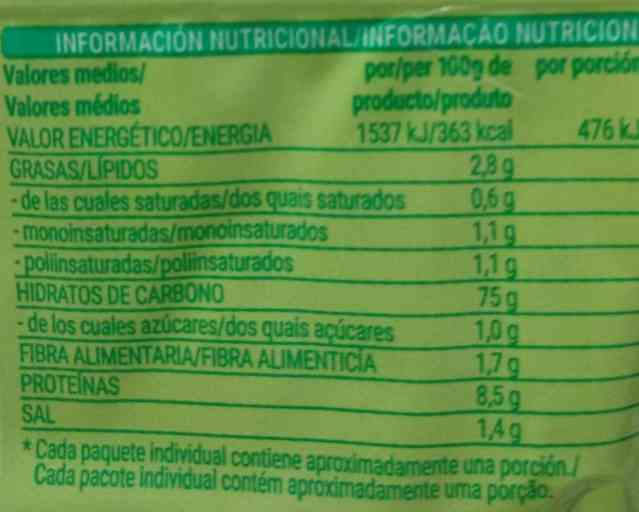 INFORMACIÓN NUTRICIONAL/INFORMAÇÃO NUTRICION
Valores medios/ por/per 100g de por porción
Valores médios producto/produto
VALOR ENERGÉTICO/ENERGIA 1537 kJ/363 kcal 476 kJ
GRASAS/LÍPIDOS 2,8 g
- de las cuales saturadas/dos quais saturados 0,6 g
- monoinsaturadas/monoinsaturados 1,1 g
- poliinsaturadas/poliinsaturados 1,1 g
HIDRATOS DE CARBONO 75 g
- de los cuales azúcares/dos quais açúcares 1,0 g
FIBRA ALIMENTARIA/FIBRA ALIMENTICÍA 1,7 g
PROTEÍNAS 8,5 g
SAL 1,4 g
* Cada paquete individual contiene aproximadamente una porción./
Cada pacote individual contém aproximadamente uma porção.